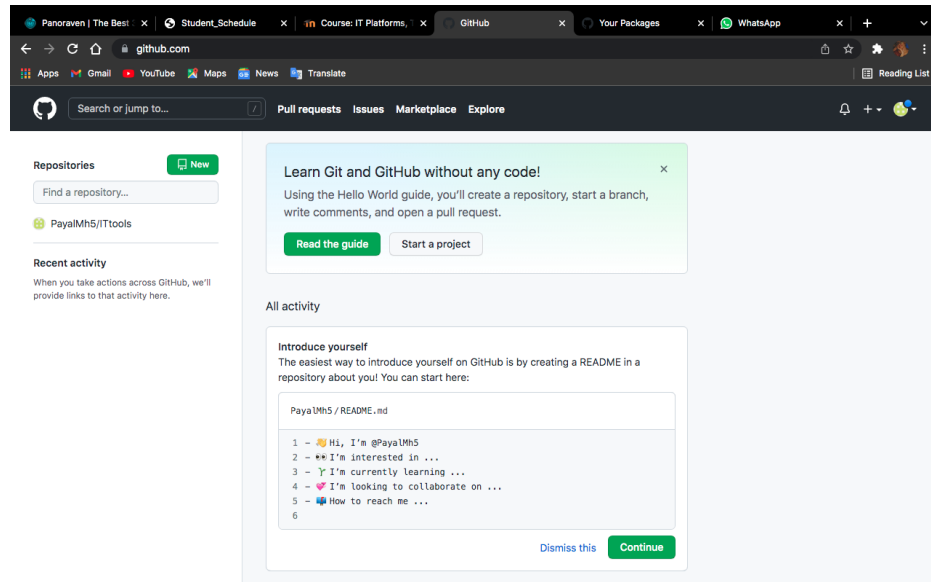 Panoraven | The Best
Student_Schedule
Course: IT Platforms,
GitHub
Your Packages
WhatsApp
github.com
Apps
Gmail
YouTube
Maps
News
Translate
Reading List
Search or jump to...
/
Pull requests
Issues
Marketplace
Explore
Repositories
New
Find a repository...
PayalMh5/ITtools
Recent activity
When you take actions across GitHub, we'll
provide links to that activity here.
Learn Git and GitHub without any code!
Using the Hello World guide, you'll create a repository, start a branch,
write comments, and open a pull request.
Read the guide
Start a project
All activity
Introduce yourself
The easiest way to introduce yourself on GitHub is by creating a README in a
repository about you! You can start here:
PayalMh5/README.md
1 - 👋 Hi, I'm @PayalMh5
2 - 👀 I'm interested in ...
3 - 🌱 I'm currently learning ...
4 - 💞️ I'm looking to collaborate on ...
5 - 📫 How to reach me ...
6
Dismiss this
Continue